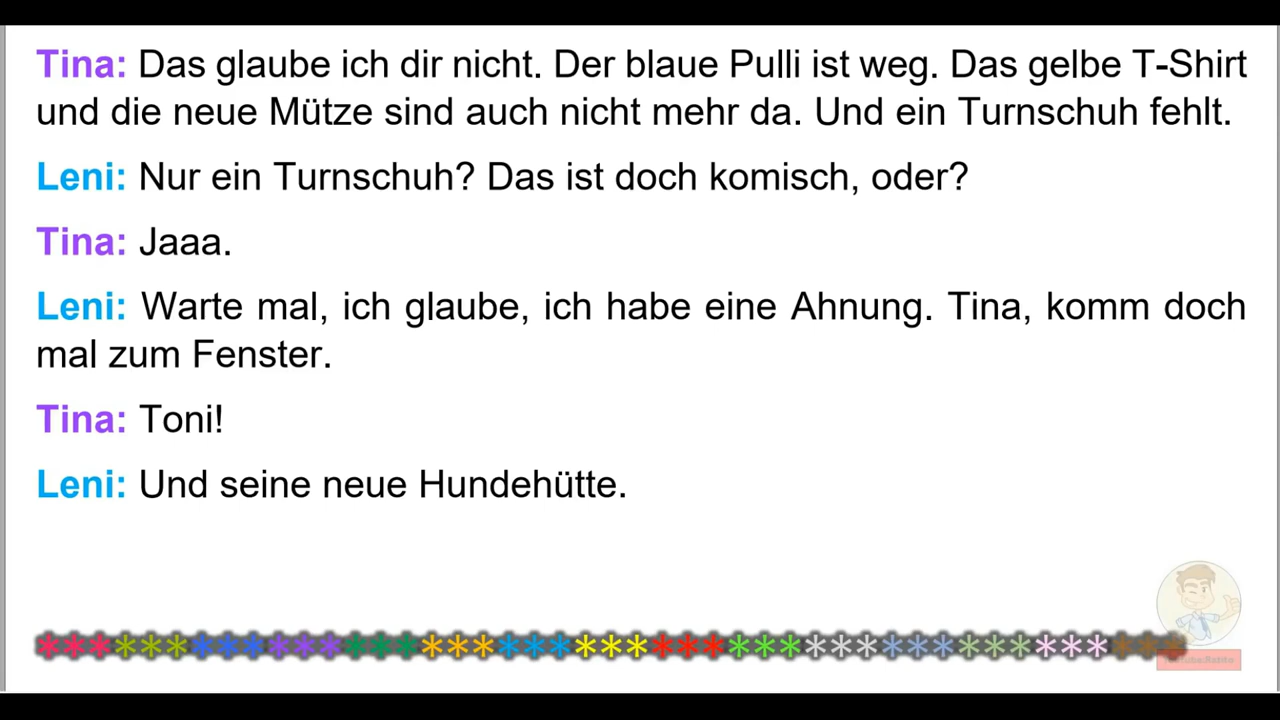 Tina: Das glaube ich dir nicht. Der blaue Pulli ist weg. Das gelbe T-Shirt
und die neue Mütze sind auch nicht mehr da. Und ein Turnschuh fehlt.
Leni: Nur ein Turnschuh? Das ist doch komisch, oder?
Tina: Jaaa.
Leni: Warte mal, ich glaube, ich habe eine Ahnung. Tina, komm doch
mal zum Fenster.
Tina: Toni!
Leni: Und seine neue Hundehütte.